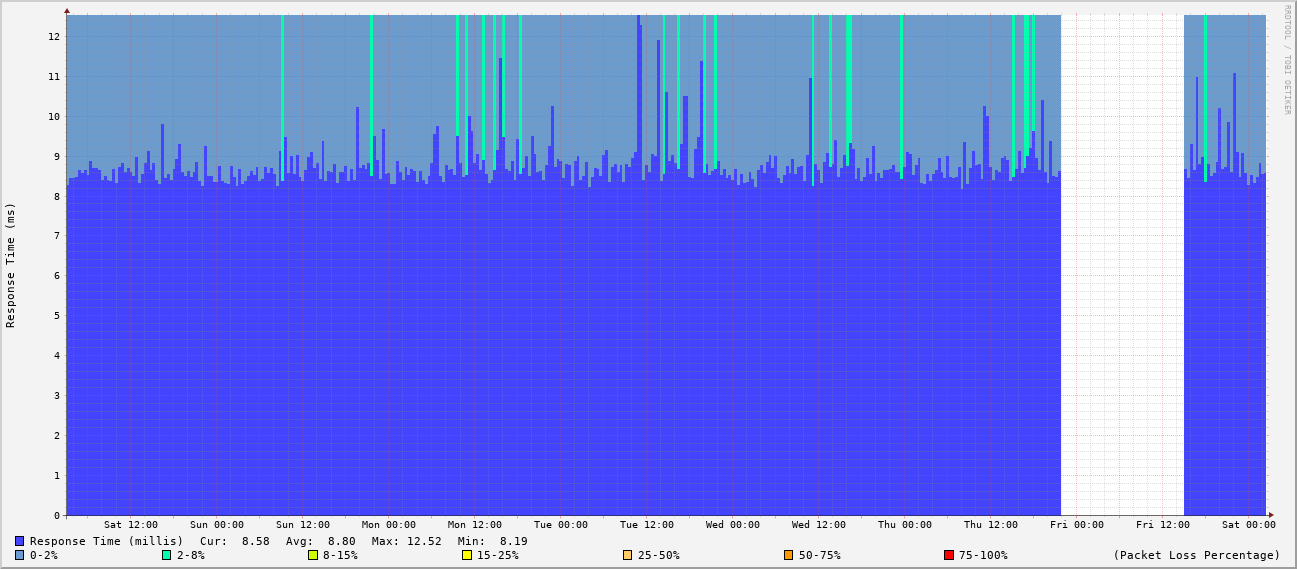 RRDTOOL / TOBI OETIKER
Response Time (ms)
12
11
10
9
8
7
6
5
4
3
2
1
0
Sat 12:00 Sun 00:00 Sun 12:00 Mon 00:00 Mon 12:00 Tue 00:00 Tue 12:00 Wed 00:00 Wed 12:00 Thu 00:00 Thu 12:00 Fri 00:00 Fri 12:00 Sat 00:00
Response Time (millis) Cur: 8.58 Avg: 8.80 Max: 12.52 Min: 8.19
0-2% 2-8% 8-15% 15-25% 25-50% 50-75% 75-100% (Packet Loss Percentage)